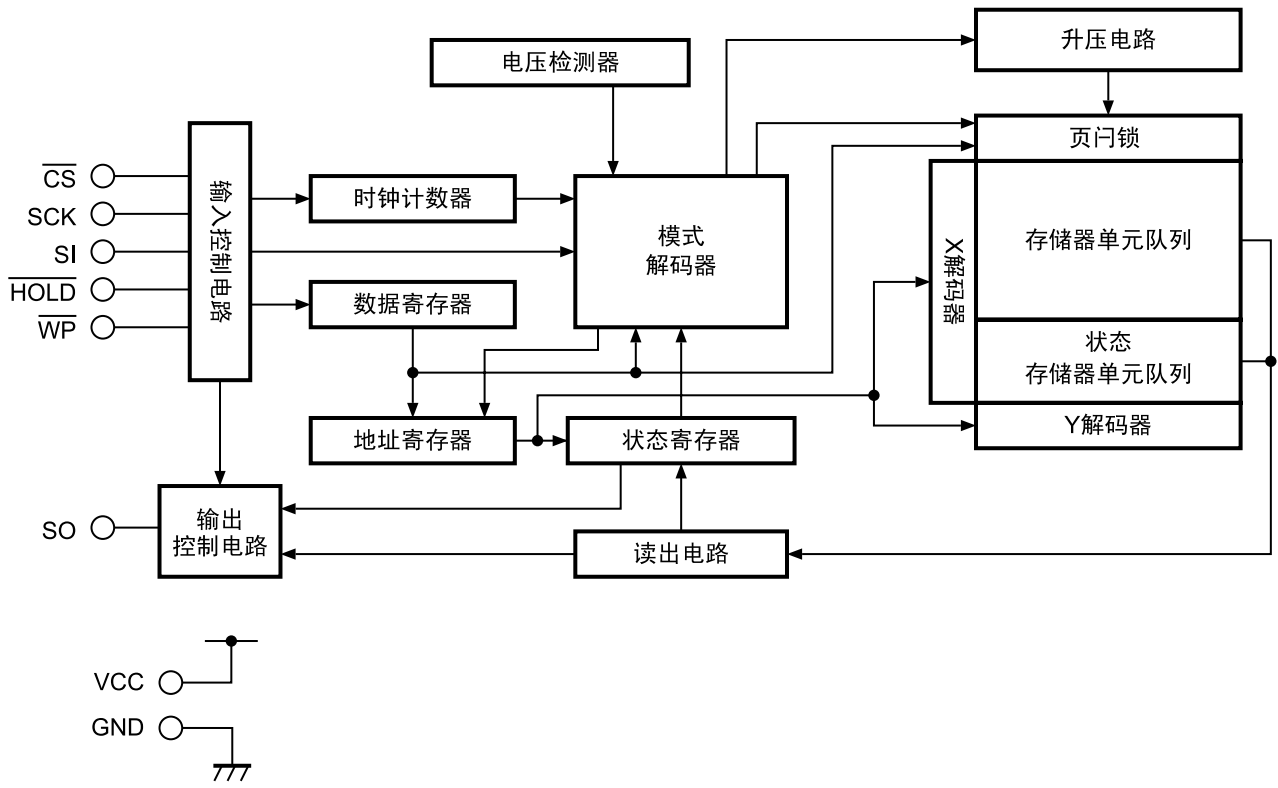 升压电路
电压检测器
页闩锁
CS
SCK
SI
HOLD
WP
输入控制电路
时钟计数器
模式
解码器
X解码器
存储器单元队列
数据寄存器
状态
存储器单元队列
地址寄存器
状态寄存器
Y解码器
SO
输出
控制电路
读出电路
VCC
GND